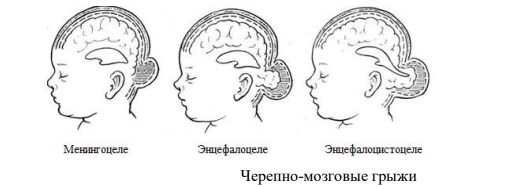 Менингоцеле Энцефалоцеле Энцефалоцистоцеле
Черепно-мозговые грыжи